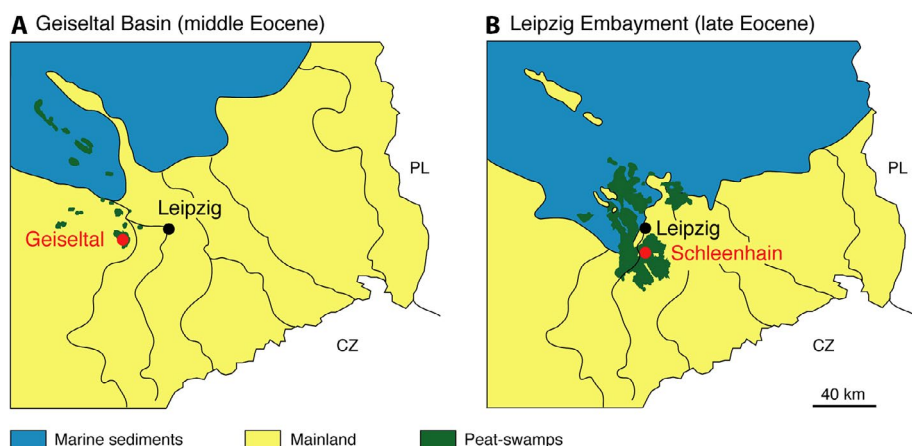 A Geiseltal Basin (middle Eocene)
B Leipzig Embayment (late Eocene)
PL
Leipzig
Geiseltal
CZ
PL
Leipzig
Schleenhain
CZ
40 km
Marine sediments
Mainland
Peat-swamps